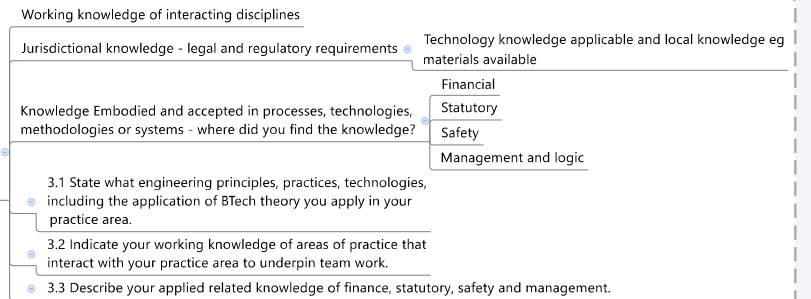 Working knowledge of interacting disciplines
Jurisdictional knowledge - legal and regulatory requirements
Technology knowledge applicable and local knowledge eg
materials available
Knowledge Embodied and accepted in processes, technologies,
methodologies or systems - where did you find the knowledge?
Financial
Statutory
Safety
Management and logic
3.1 State what engineering principles, practices, technologies,
including the application of BTech theory you apply in your
practice area.
3.2 Indicate your working knowledge of areas of practice that
interact with your practice area to underpin team work.
3.3 Describe your applied related knowledge of finance, statutory, safety and management.